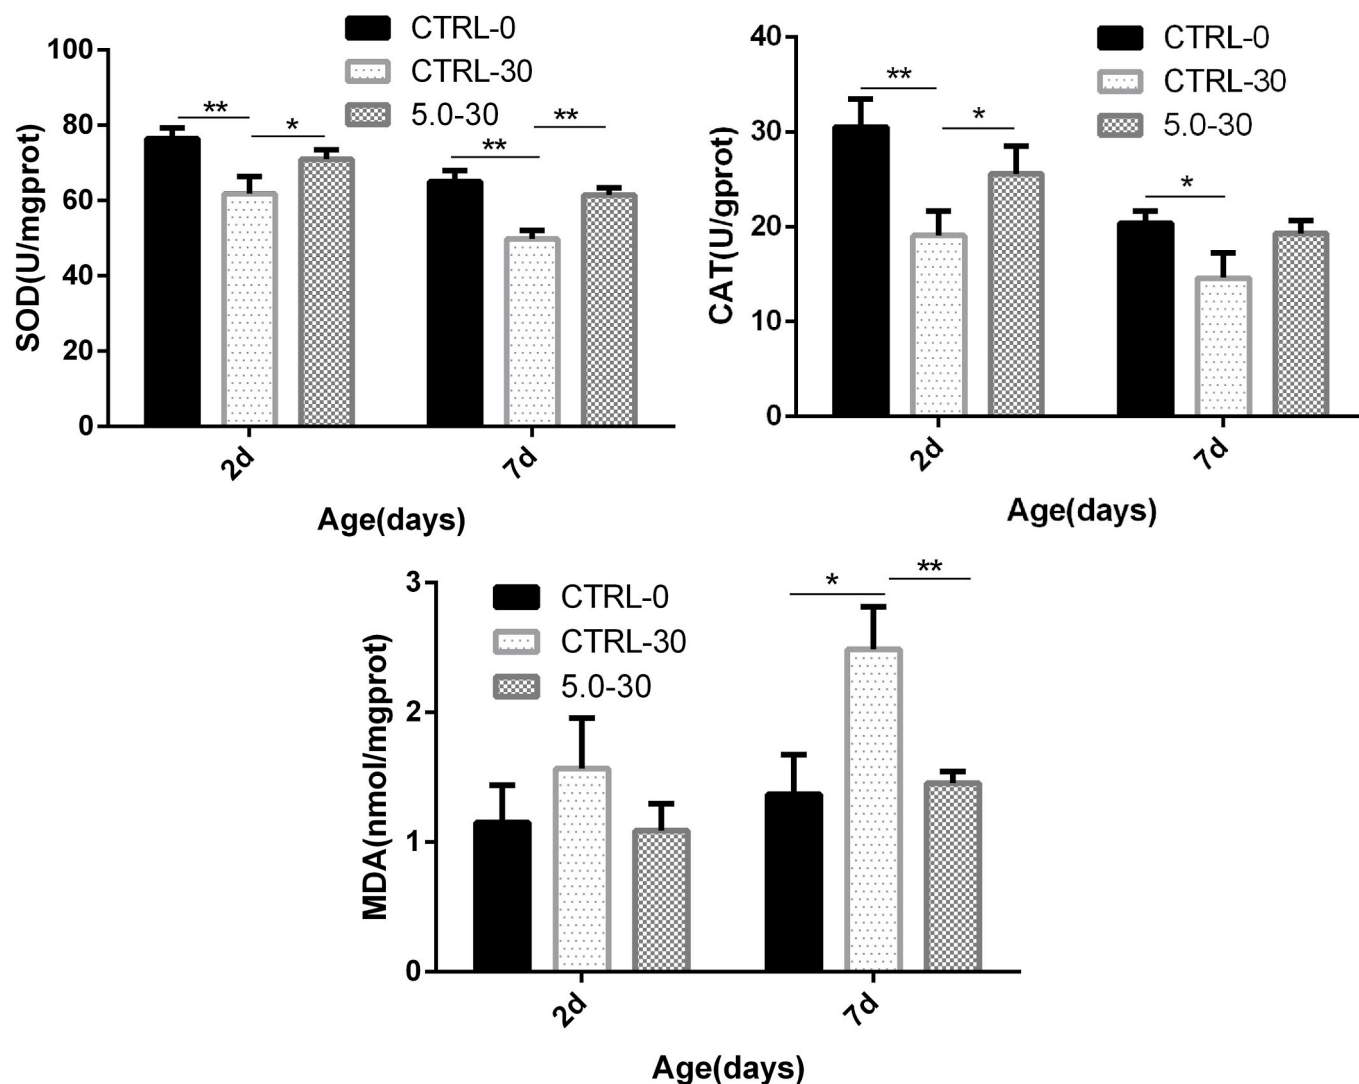 CTRL-0
CTRL-30
5.0-30
SOD(U/mgprot)
100
80
60
40
20
0
** * ** **
2d 7d
Age(days)
CTRL-0
CTRL-30
5.0-30
CAT(U/gprot)
40
30
20
10
0
** * *
2d 7d
Age(days)
CTRL-0
CTRL-30
5.0-30
MDA(nmol/mgprot)
3
2
1
0
* **
2d 7d
Age(days)